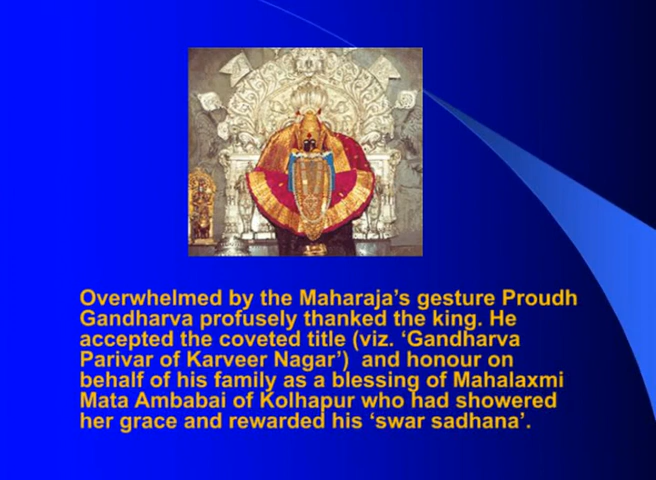 Overwhelmed by the Maharaja’s gesture Proudh
Gandharva profusely thanked the king. He
accepted the coveted title (viz. ‘Gandharva
Parivar of Karveer Nagar’)  and honour on
behalf of his family as a blessing of Mahalaxmi
Mata Ambabai of Kolhapur who had showered
her grace and rewarded his ‘swar sadhana’.